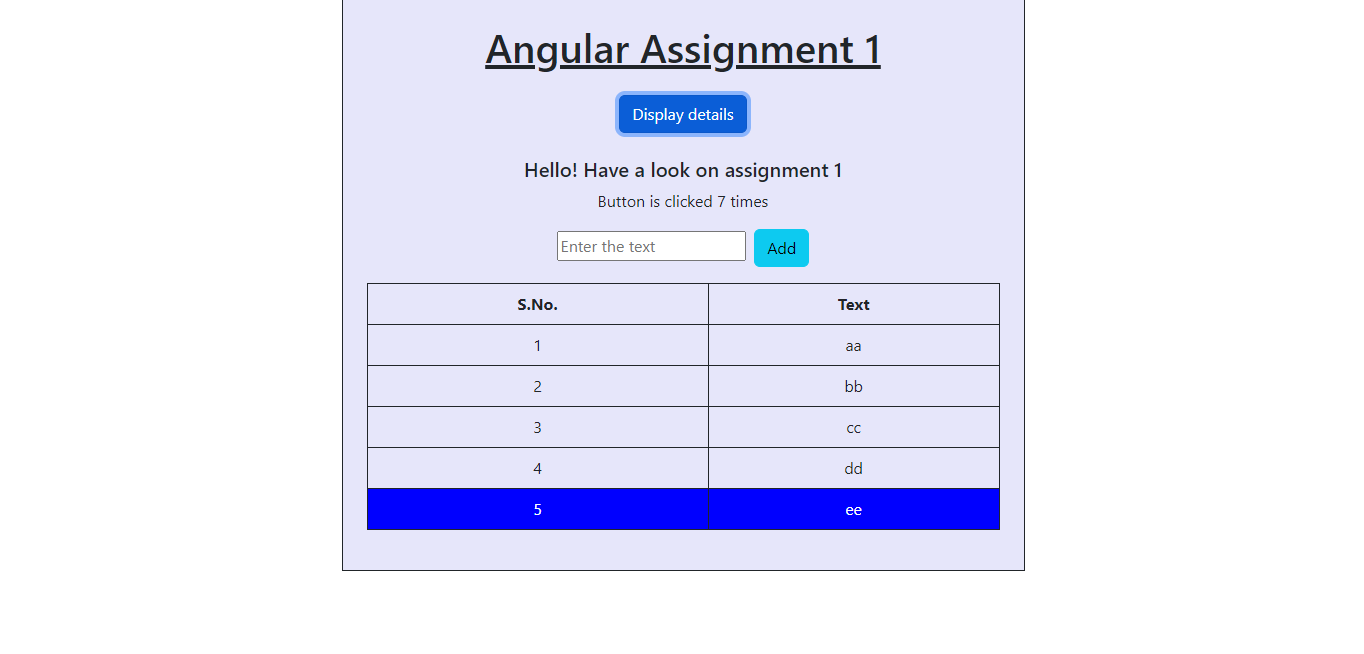 Angular Assignment 1
Display details
Hello! Have a look on assignment 1
Button is clicked 7 times
Enter the text Add
S.No. Text
1 aa
2 bb
3 cc
4 dd
5 ee